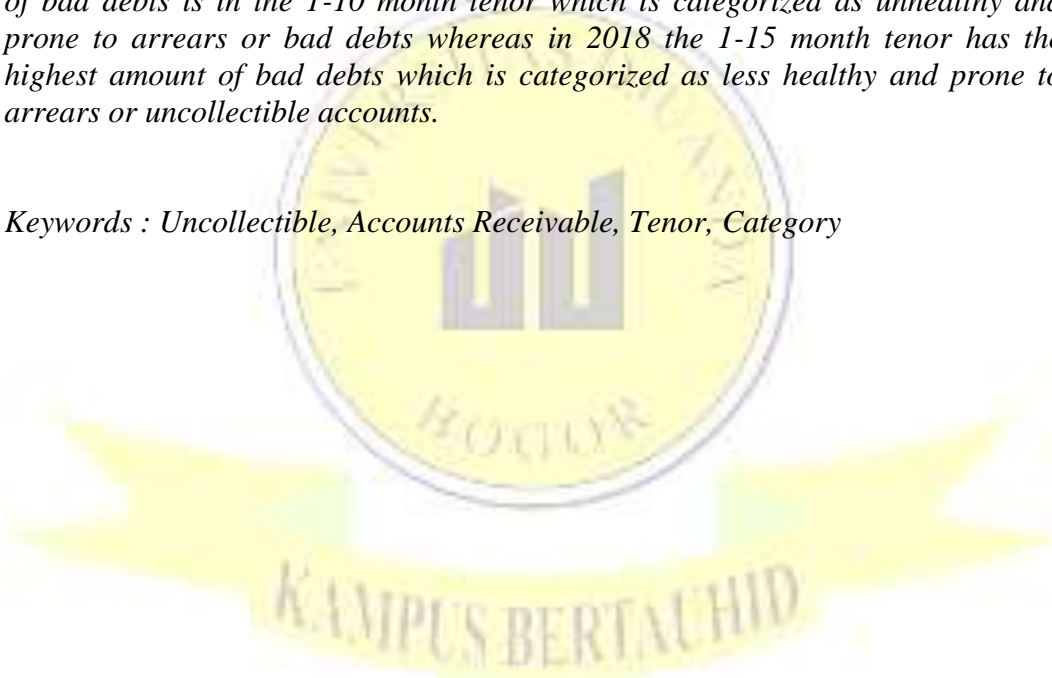 of bad debts is in the 1-10 month tenor which is categorized as unhealthy and
prone to arrears or bad debts whereas in 2018 the 1-15 month tenor has the
highest amount of bad debts which is categorized as less healthy and prone to
arrears or uncollectible accounts.
Keywords : Uncollectible, Accounts Receivable, Tenor, Category
BOGOR
KAMPUS BERTAUHID